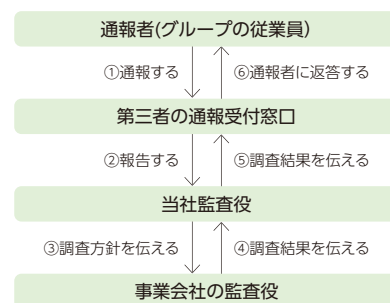 通報者(グループの従業員)
①通報する ⑥通報者に返答する
第三者の通報受付窓口
②報告する ⑤調査結果を伝える
当社監査役
③調査方針を伝える ④調査結果を伝える
事業会社の監査役